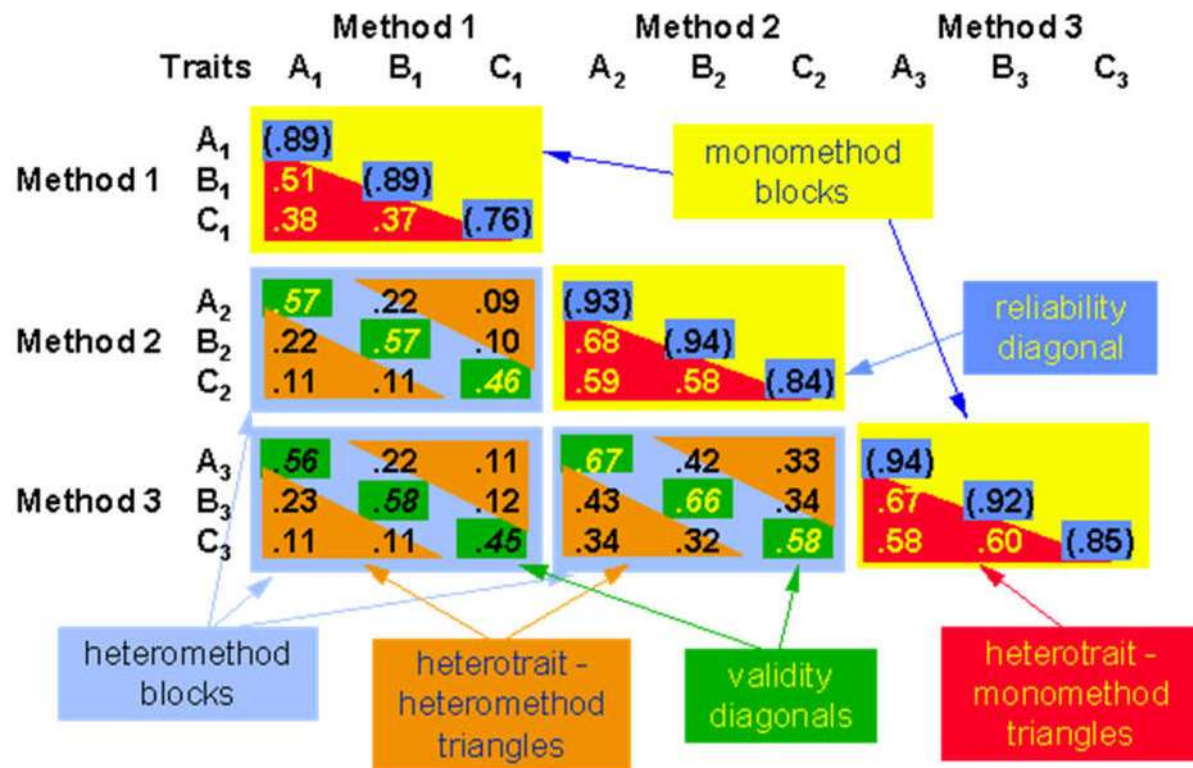 Method 1 Method 2 Method 3
Traits A₁ B₁ C₁ A₂ B₂ C₂ A₃ B₃ C₃
A₁ (.89)
Method 1 B₁ .51 (.89)
C₁ .38 .37 (.76)
monomethod
blocks
A₂ .57 .22 .09 (.93)
Method 2 B₂ .22 .57 .10 .68 (.94)
C₂ .11 .11 .46 .59 .58 (.84)
reliability
diagonal
A₃ .56 .22 .11 .67 .42 .33 (.94)
Method 3 B₃ .23 .58 .12 .43 .66 .34 .67 (.92)
C₃ .11 .11 .45 .34 .32 .58 .58 .60 (.85)
heteromethod
blocks
heterotrait -
heteromethod
triangles
validity
diagonals
heterotrait -
monomethod
triangles